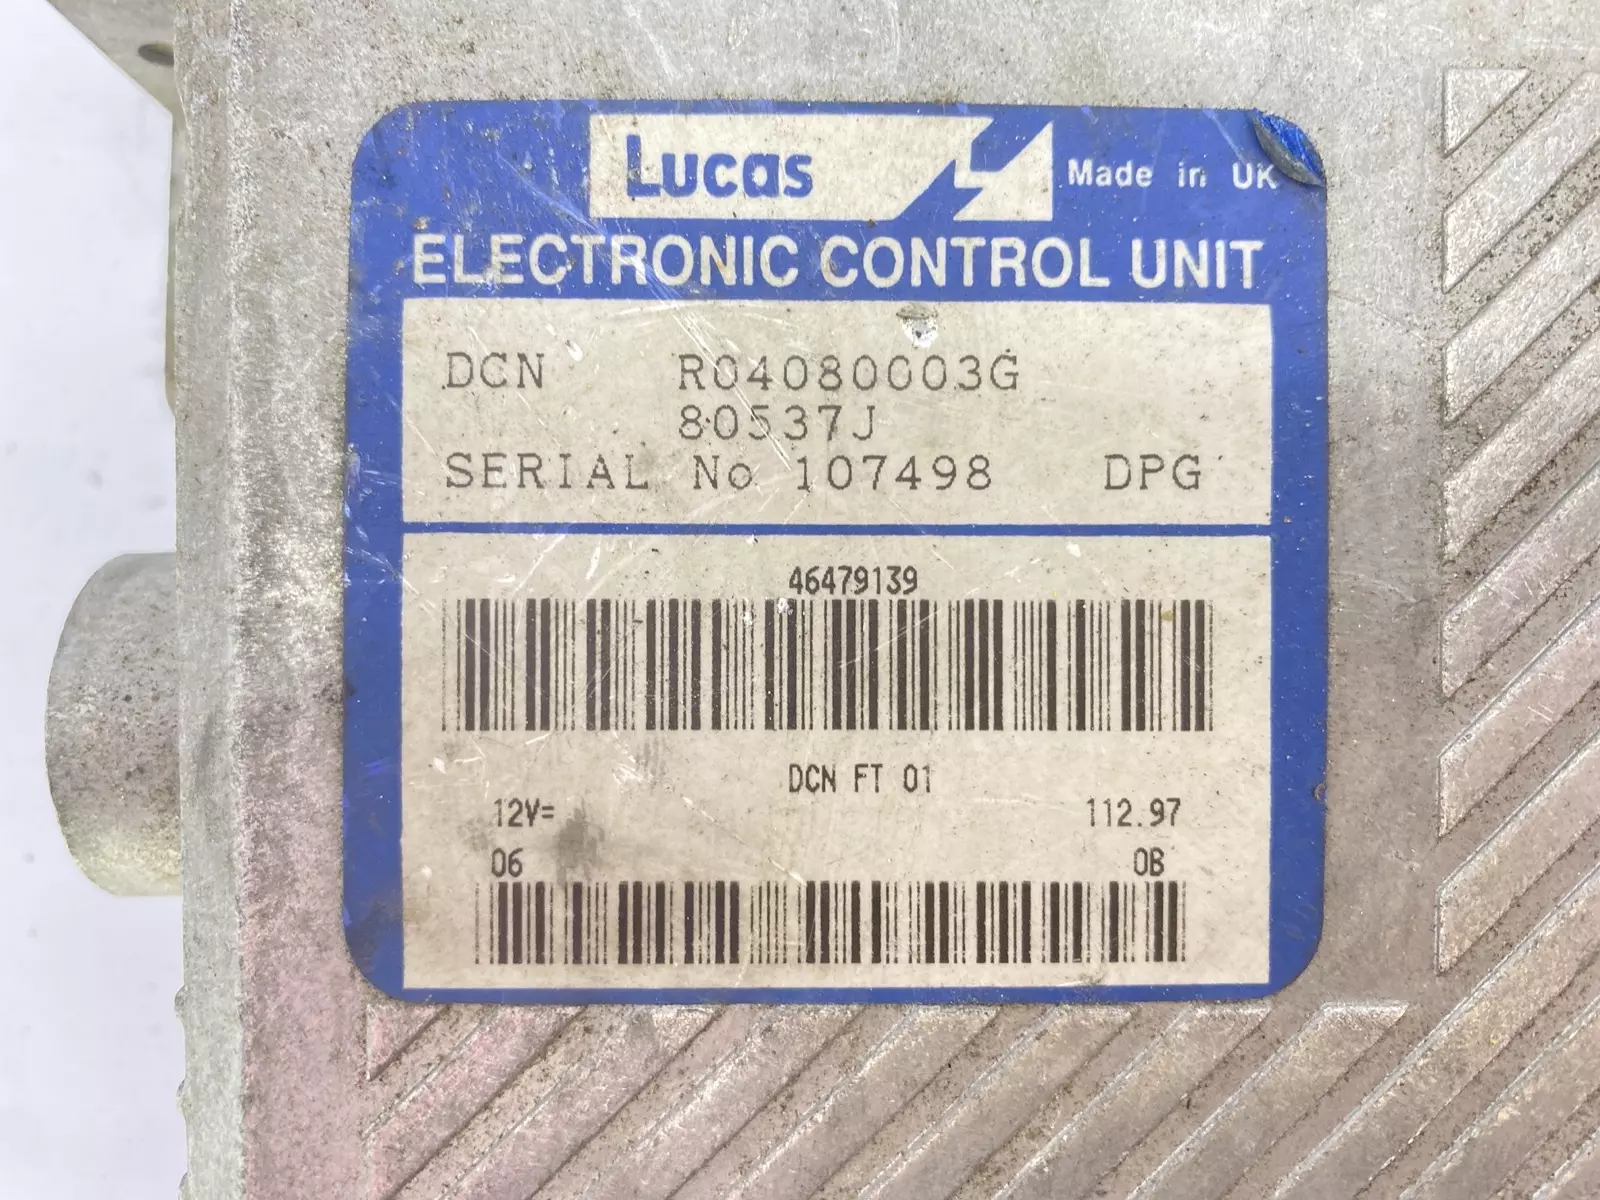 Lucas Made in UK
ELECTRONIC CONTROL UNIT
DCN R04080003G
80537J
SERIAL No 107498 DPG
46479139
DCN FT 01
12V= 112.97
06 0B